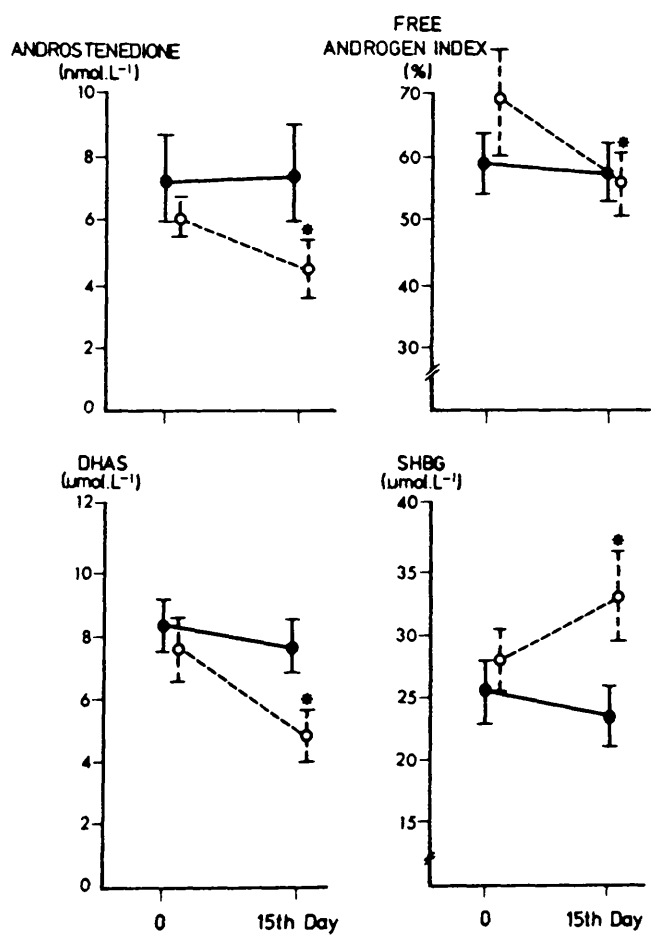 ANDROSTENEDIONE
(nmol.L⁻¹)
10
8
6
4
2
0
*
FREE
ANDROGEN INDEX
(%)
70
60
50
40
30
*
DHAS
(µmol.L⁻¹)
12
10
8
6
4
2
0
*
0 15th Day
SHBG
(µmol.L⁻¹)
40
35
30
25
20
15
*
0 15th Day